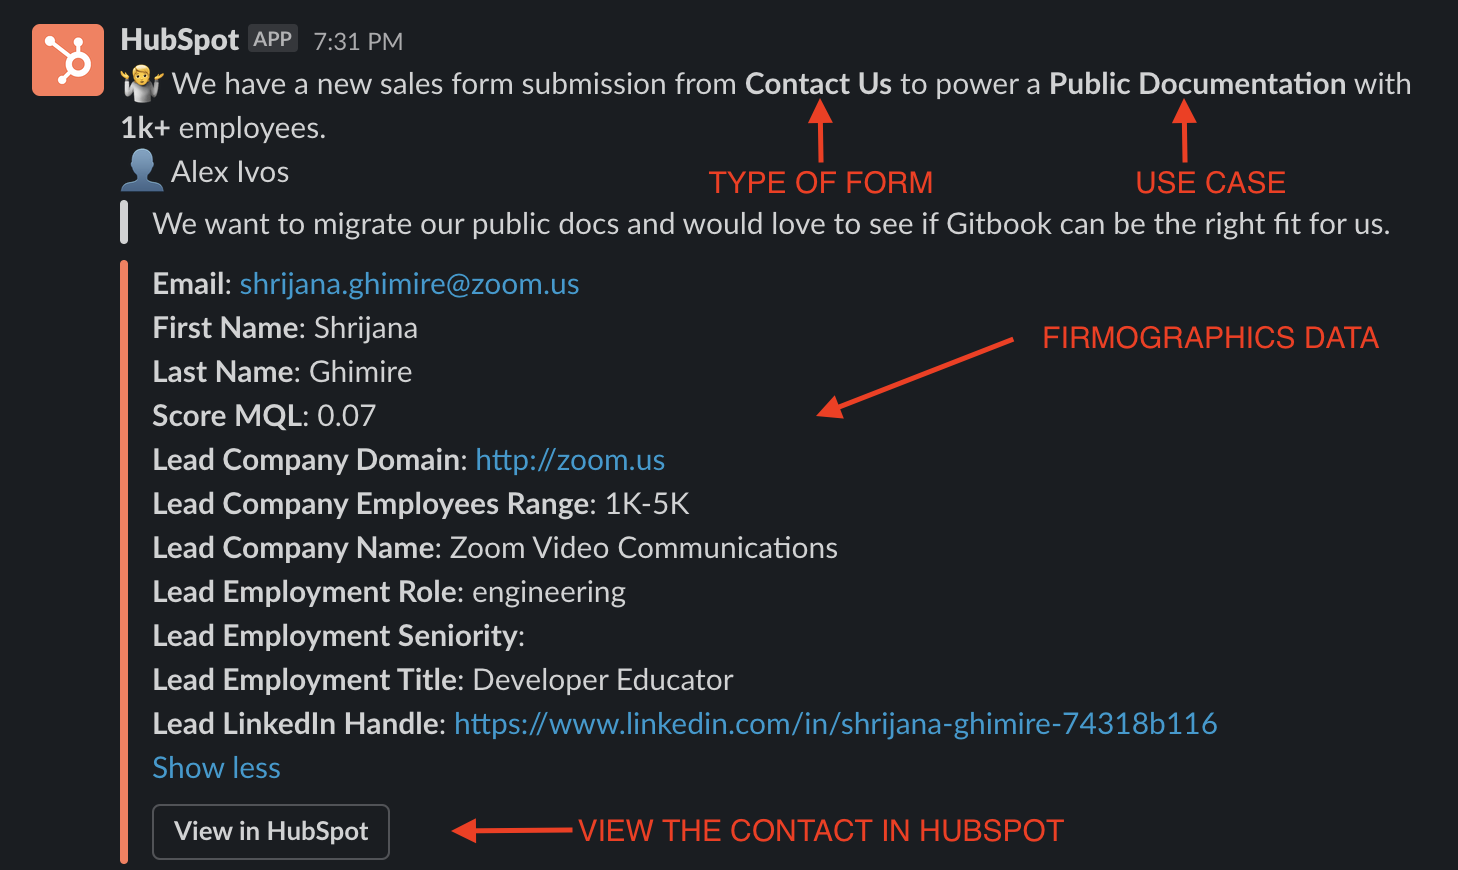 HubSpot APP 7:31 PM
We have a new sales form submission from Contact Us to power a Public Documentation with
1k+ employees.
Alex Ivos
TYPE OF FORM
USE CASE
We want to migrate our public docs and would love to see if Gitbook can be the right fit for us.
Email: shrijana.ghimire@zoom.us
First Name: Shrijana
FIRMOGRAPHICS DATA
Last Name: Ghimire
Score MQL: 0.07
Lead Company Domain: http://zoom.us
Lead Company Employees Range: 1K-5K
Lead Company Name: Zoom Video Communications
Lead Employment Role: engineering
Lead Employment Seniority:
Lead Employment Title: Developer Educator
Lead LinkedIn Handle: https://www.linkedin.com/in/shrijana-ghimire-74318b116
Show less
View in HubSpot
VIEW THE CONTACT IN HUBSPOT